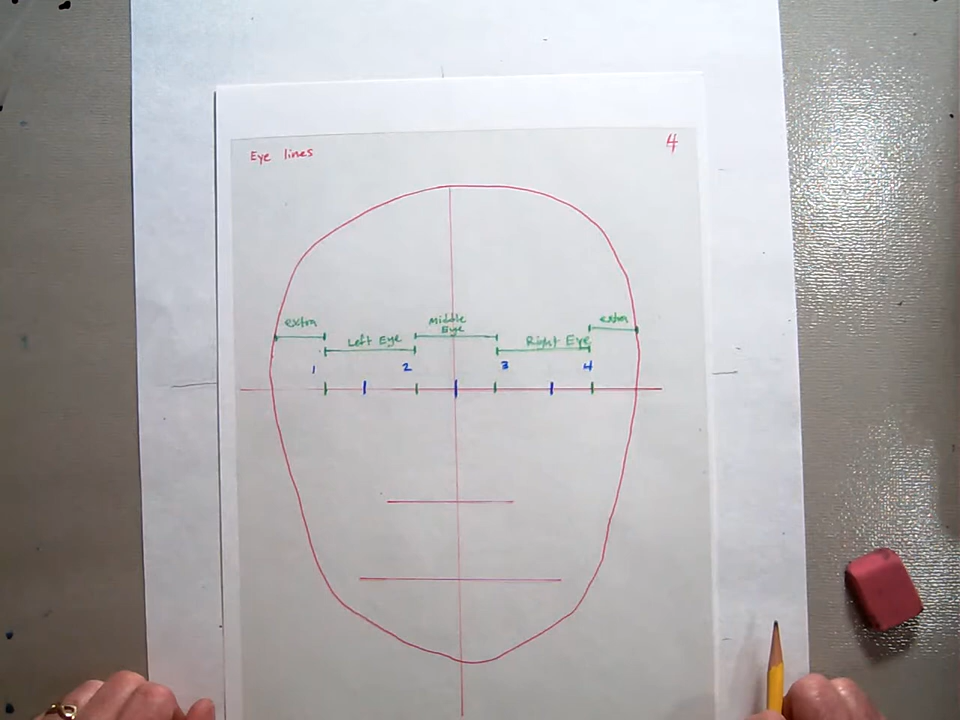 Eye lines
4
extra
Left Eye
Middle
Eye
Right Eye
extra
1
2
3
4